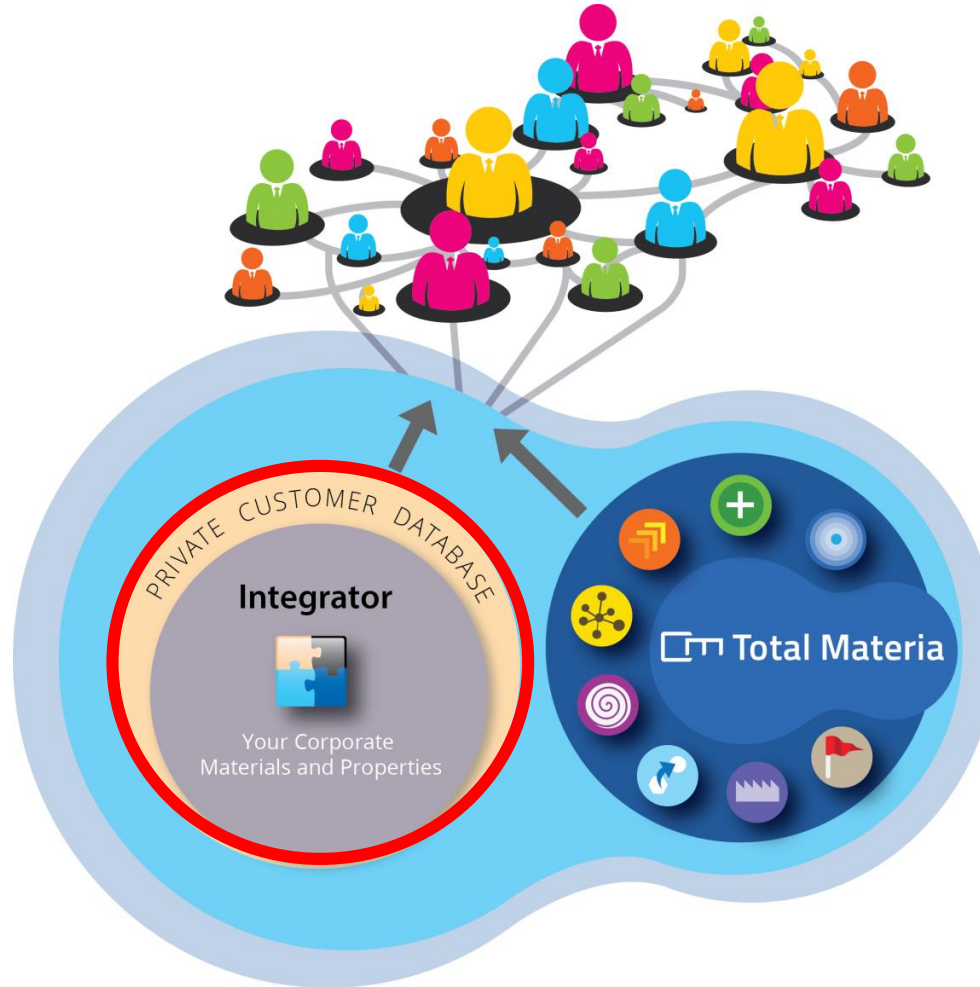 PRIVATE CUSTOMER DATABASE
Integrator
Your Corporate
Materials and Properties
Total Materia